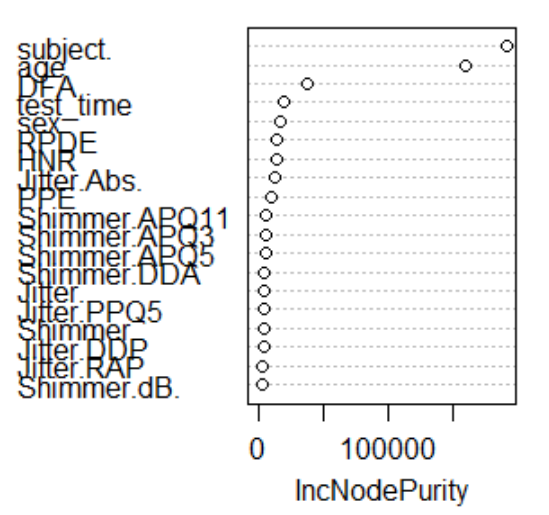 subject.
age
DFA
test_time
sex
RPDE
HNR
Jitter.Abs.
PPE
Shimmer.APQ11
Shimmer.APQ3
Shimmer.APQ5
Shimmer.DDA
Jitter.
Jitter.PPQ5
Shimmer
Jitter.DDP
Jitter.RAP
Shimmer.dB.
0 100000
IncNodePurity